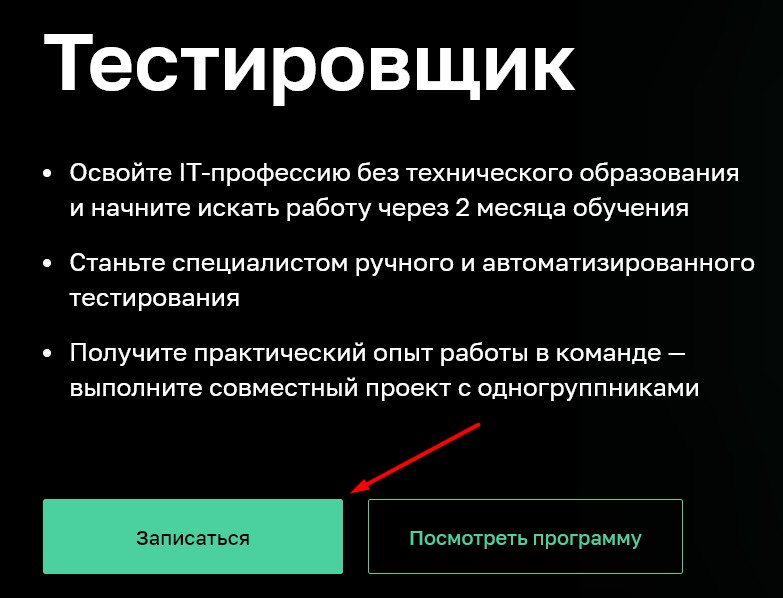 Тестировщик
• Освойте IT-профессию без технического образования
и начните искать работу через 2 месяца обучения
• Станьте специалистом ручного и автоматизированного
тестирования
• Получите практический опыт работы в команде —
выполните совместный проект с одногруппниками
Записаться
Посмотреть программу